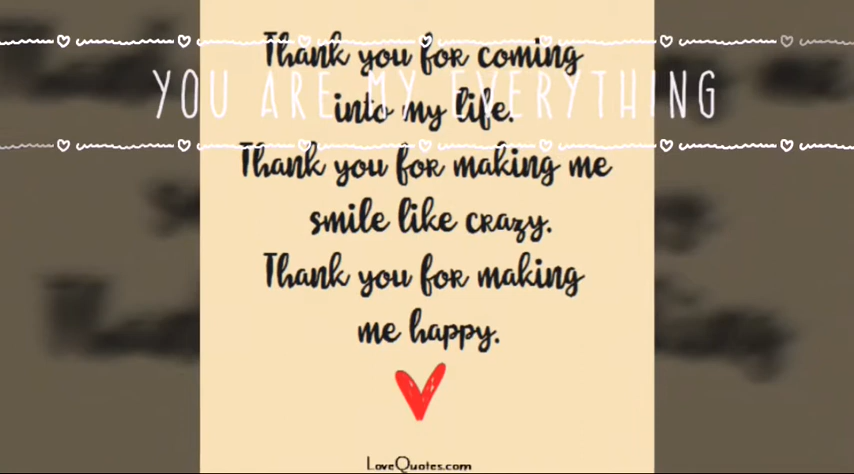 Thank you for coming
YOU ARE MY EVERYTHING
into my life.
Thank you for making me
smile like crazy.
Thank you for making
me happy.
LoveQuotes.com